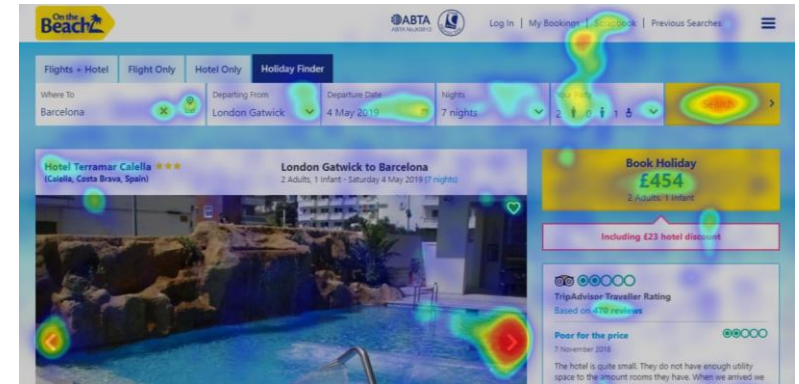 On the
Beach
ABTA
Log In | My Bookings | Scrapbook | Previous Searches
Flights + Hotel
Flight Only
Hotel Only
Holiday Finder
Where To
Barcelona
Departing From
London Gatwick
Departure Date
4 May 2019
Nights
7 nights
Your Party
2 0 1
Search
Hotel Terramar Calella
(Calella, Costa Brava, Spain)
London Gatwick to Barcelona
2 Adults, 1 Infant - Saturday 4 May 2019 (7 nights)
Book Holiday
£454
2 Adults, 1 Infant
Including £23 hotel discount
TripAdvisor Traveller Rating
Based on 470 reviews
Poor for the price
7 November 2018
The hotel is quite small. They do not have enough utility
space to the amount rooms they have. When we arrived we